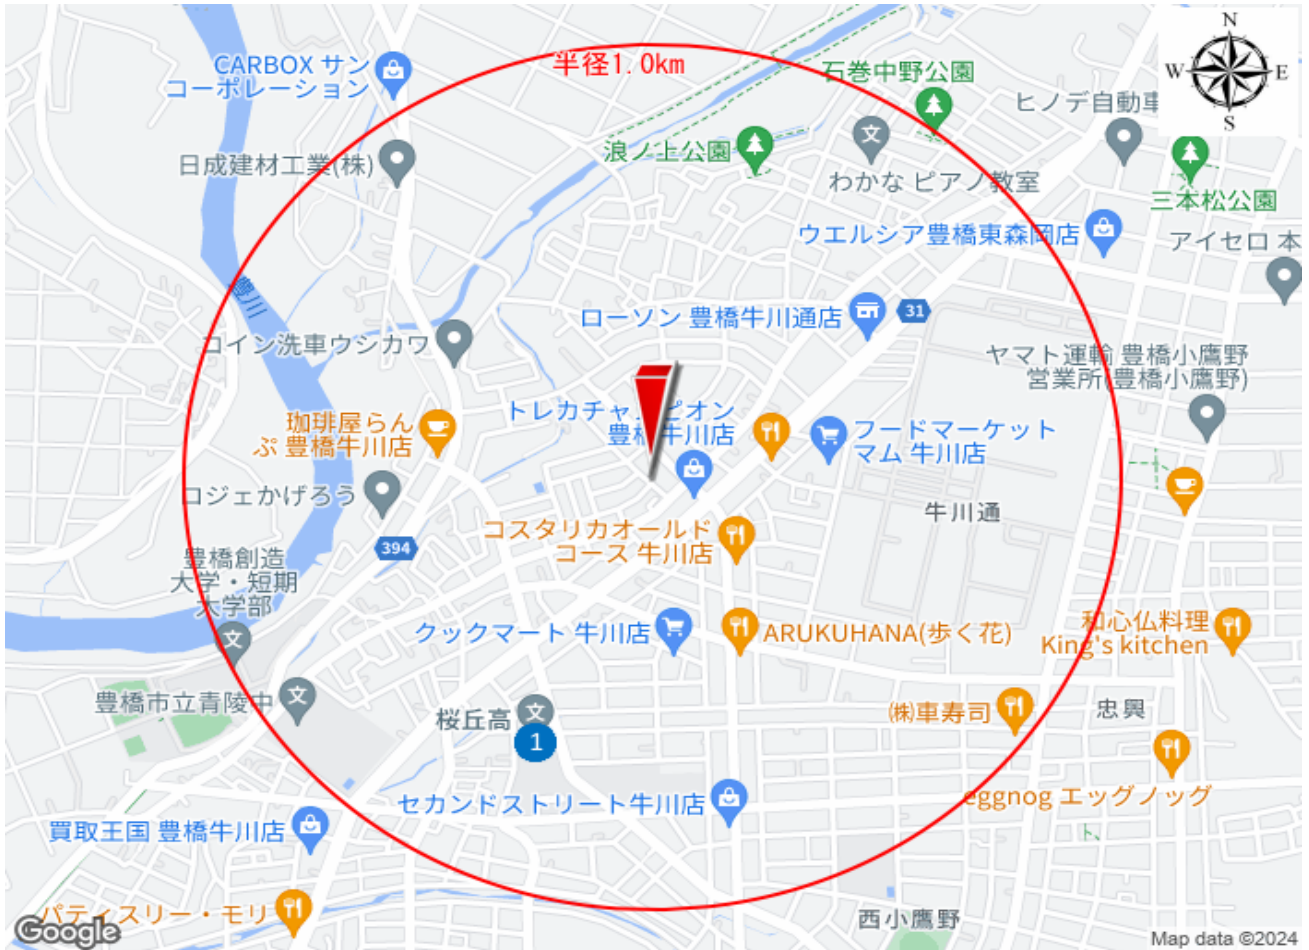 N
W E
S
半径1.0km
CARBOX サン
コーポレーション
石巻中野公園
ヒノデ自動車
浪ノ上公園
日成建材工業(株)
わかな ピアノ教室
三本松公園
ウエルシア豊橋東森岡店
アイセロ 本
豊川
ローソン 豊橋牛川通店
31
コイン洗車ウシカワ
ヤマト運輸 豊橋小鷹野
営業所(豊橋小鷹野)
トレカチャンピオン
豊橋牛川店
珈琲屋らん
ぷ 豊橋牛川店
フードマーケット
マム 牛川店
コジェかげろう
牛川通
コスタリカオールド
コース 牛川店
394
豊橋創造
大学・短期
大学部
クックマート 牛川店
ARUKUHANA(歩く花)
和心仏料理
King's kitchen
豊橋市立青陵中
桜丘高
1
㈱車寿司
忠興
セカンドストリート牛川店
eggnog エッグノッグ
買取王国 豊橋牛川店
パティスリー・モリ
西小鷹野
Google
Map data ©2024